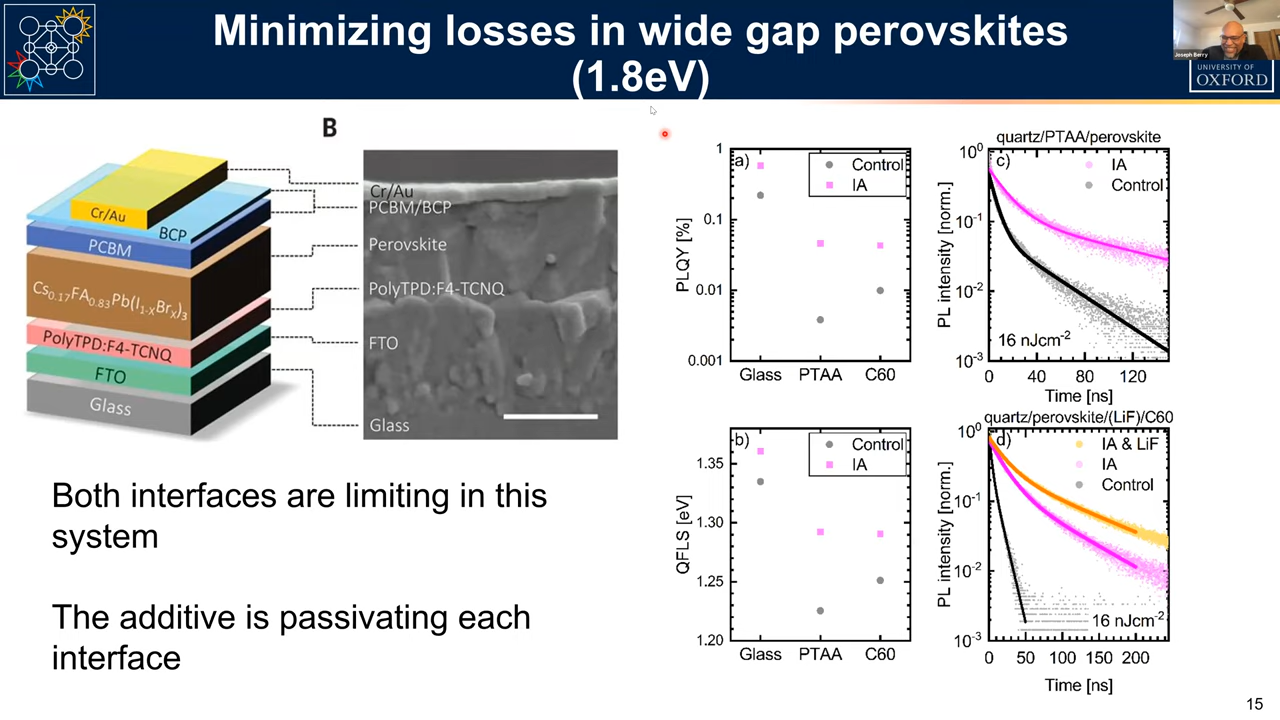 Minimizing losses in wide gap perovskites
(1.8eV)
Joseph Berry
UNIVERSITY OF
OXFORD
B
Cr/Au
BCP
PCBM
Cs0.17FA0.83Pb(I1-XBrX)3
PolyTPD:F4-TCNQ
FTO
Glass
Cr/Au
PCBM/BCP
Perovskite
PolyTPD:F4-TCNQ
FTO
Glass
Both interfaces are limiting in this
system
The additive is passivating each
interface
a)
Control
IA
PLQY [%]
1
0.1
0.01
0.001
Glass PTAA C60
quartz/PTAA/perovskite
c)
IA
Control
PL intensity [norm.]
10^0
10^-1
10^-2
10^-3
16 nJcm-2
0 40 80 120
Time [ns]
b)
Control
IA
QFLS [eV]
1.35
1.30
1.25
1.20
Glass PTAA C60
quartz/perovskite/(LiF)/C60
d)
IA & LiF
IA
Control
PL intensity [norm.]
10^0
10^-1
10^-2
10^-3
16 nJcm-2
0 50 100 150 200
Time [ns]
15